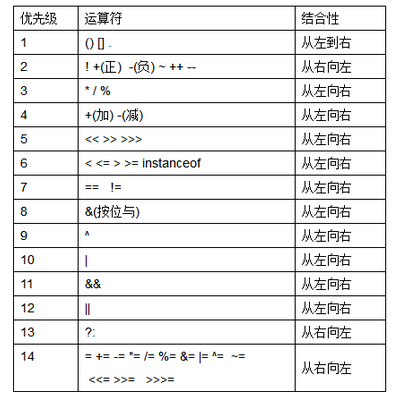 优先级 运算符 结合性
1 () [] . 从左到右
2 ! +(正) -(负) ~ ++ -- 从右向左
3 * / % 从左向右
4 +(加) -(减) 从左向右
5 << >> >>> 从左向右
6 < <= > >= instanceof 从左向右
7 == != 从左向右
8 &(按位与) 从左向右
9 ^ 从左向右
10 | 从左向右
11 && 从左向右
12 || 从左向右
13 ?: 从右向左
14 = += -= *= /= %= &= |= ^= ~= 从右向左
<<= >>= >>>=